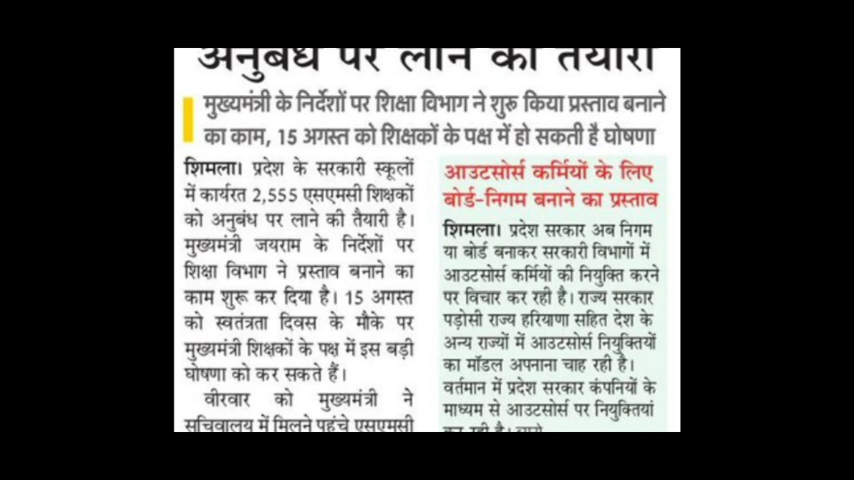 अनुबंध पर लाने की तैयारी
मुख्यमंत्री के निर्देशों पर शिक्षा विभाग ने शुरू किया प्रस्ताव बनाने
का काम, 15 अगस्त को शिक्षकों के पक्ष में हो सकती है घोषणा
शिमला। प्रदेश के सरकारी स्कूलों
में कार्यरत 2,555 एसएमसी शिक्षकों
को अनुबंध पर लाने की तैयारी है।
मुख्यमंत्री जयराम के निर्देशों पर
शिक्षा विभाग ने प्रस्ताव बनाने का
काम शुरू कर दिया है। 15 अगस्त
को स्वतंत्रता दिवस के मौके पर
मुख्यमंत्री शिक्षकों के पक्ष में इस बड़ी
घोषणा को कर सकते हैं।
वीरवार को मुख्यमंत्री ने
सचिवालय में मिलने पहुंचे एसएमसी
आउटसोर्स कर्मियों के लिए
बोर्ड-निगम बनाने का प्रस्ताव
शिमला। प्रदेश सरकार अब निगम
या बोर्ड बनाकर सरकारी विभागों में
आउटसोर्स कर्मियों की नियुक्ति करने
पर विचार कर रही है। राज्य सरकार
पड़ोसी राज्य हरियाणा सहित देश के
अन्य राज्यों में आउटसोर्स नियुक्तियों
का मॉडल अपनाना चाह रही है।
वर्तमान में प्रदेश सरकार कंपनियों के
माध्यम से आउटसोर्स पर नियुक्तियां
कर रही है।